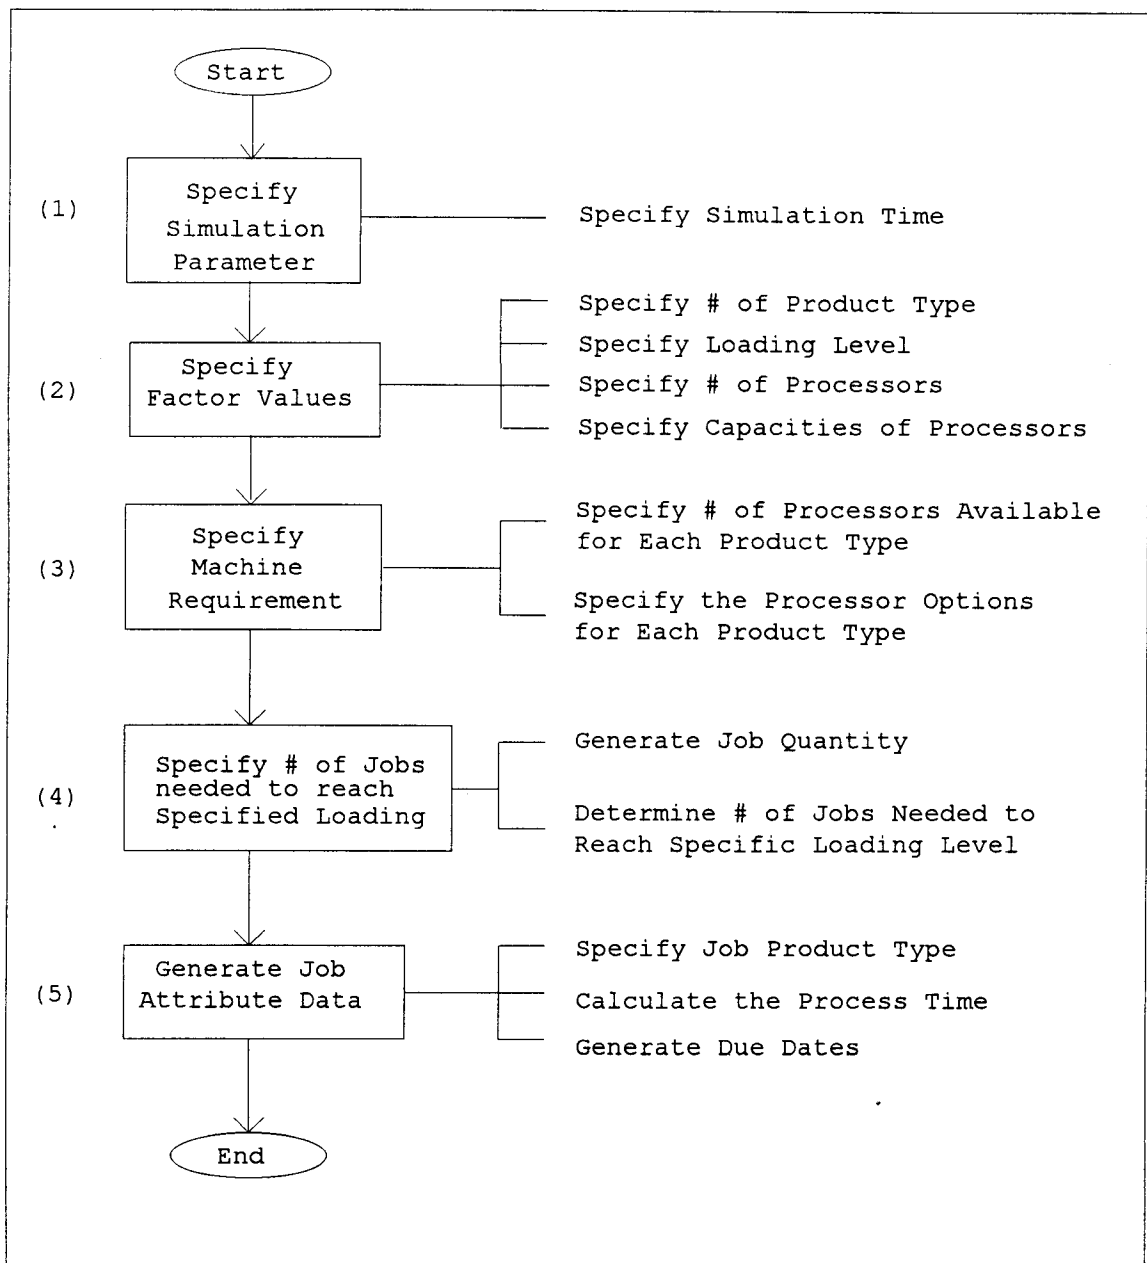 Start
(1)
Specify
Simulation
Parameter
Specify Simulation Time
(2)
Specify
Factor Values
Specify # of Product Type
Specify Loading Level
Specify # of Processors
Specify Capacities of Processors
(3)
Specify
Machine
Requirement
Specify # of Processors Available
for Each Product Type
Specify the Processor Options
for Each Product Type
(4)
Specify # of Jobs
needed to reach
Specified Loading
Generate Job Quantity
Determine # of Jobs Needed to
Reach Specific Loading Level
(5)
Generate Job
Attribute Data
Specify Job Product Type
Calculate the Process Time
Generate Due Dates
End